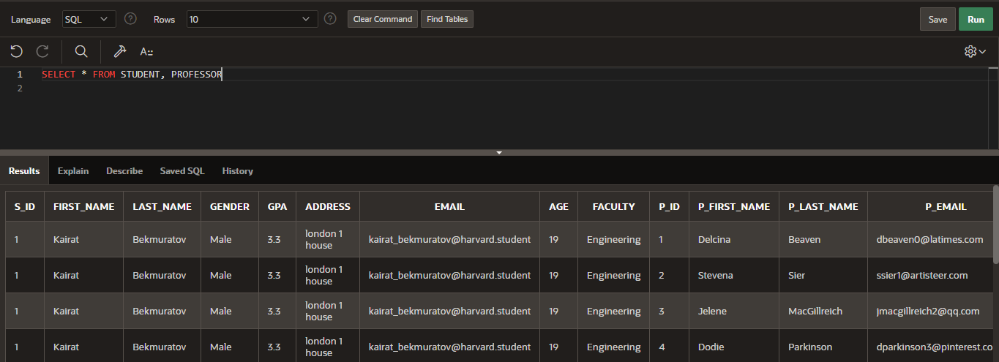 Language SQL Rows 10 Clear Command Find Tables Save Run
1 SELECT * FROM STUDENT, PROFESSOR
2
Results Explain Describe Saved SQL History
S_ID FIRST_NAME LAST_NAME GENDER GPA ADDRESS EMAIL AGE FACULTY P_ID P_FIRST_NAME P_LAST_NAME P_EMAIL
1 Kairat Bekmuratov Male 3.3 london 1 house kairat_bekmuratov@harvard.student 19 Engineering 1 Delcina Beaven dbeaven0@latimes.com
1 Kairat Bekmuratov Male 3.3 london 1 house kairat_bekmuratov@harvard.student 19 Engineering 2 Stevena Sier ssier1@artisteer.com
1 Kairat Bekmuratov Male 3.3 london 1 house kairat_bekmuratov@harvard.student 19 Engineering 3 Jelene MacGillreich jmacgillreich2@qq.com
1 Kairat Bekmuratov Male 3.3 london 1 house kairat_bekmuratov@harvard.student 19 Engineering 4 Dodie Parkinson dparkinson3@pinterest.co